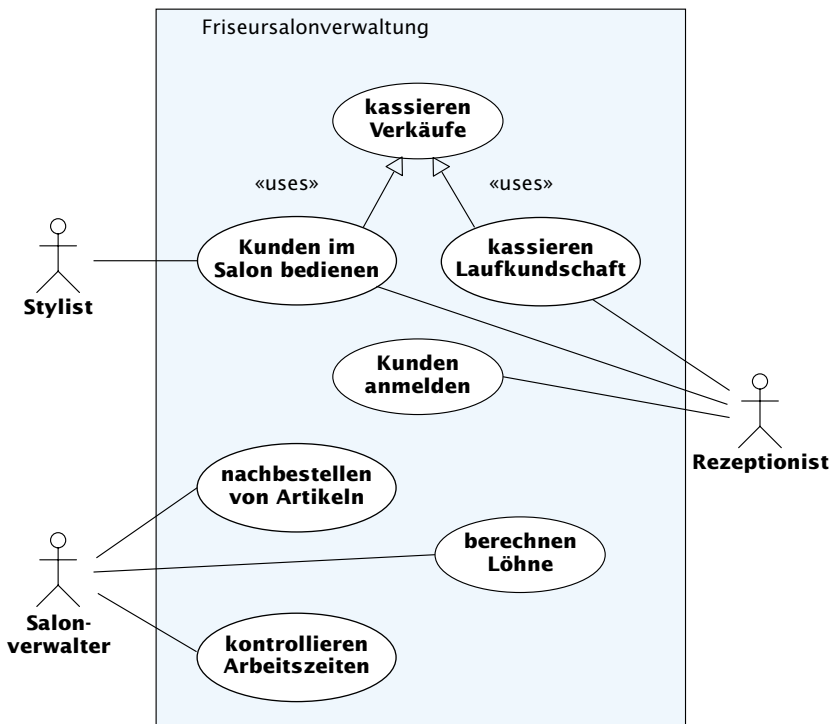 Friseursalonverwaltung
kassieren
Verkäufe
«uses»
«uses»
Kunden im
Salon bedienen
kassieren
Laufkundschaft
Stylist
Kunden
anmelden
Rezeptionist
nachbestellen
von Artikeln
berechnen
Löhne
Salon-
verwalter
kontrollieren
Arbeitszeiten